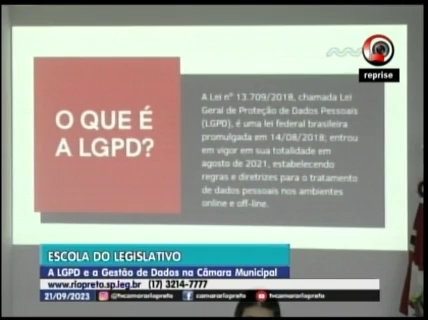 reprise
O QUE É
A LGPD?
A Lei nº 13.709/2018, chamada Lei
Geral de Proteção de Dados Pessoais
(LGPD), é uma lei federal brasileira
promulgada em 14/08/2018; entrou
em vigor em sua totalidade em
agosto de 2021, estabelecendo
regras e diretrizes para o tratamento
de dados pessoais nos ambientes
online e off-line.
ESCOLA DO LEGISLATIVO
A LGPD e a Gestão de Dados na Câmara Municipal
www.riopreto.sp.leg.br (17) 3214-7777
21/09/2023 @tvcamarariopreto camarariopreto @camarariopreto